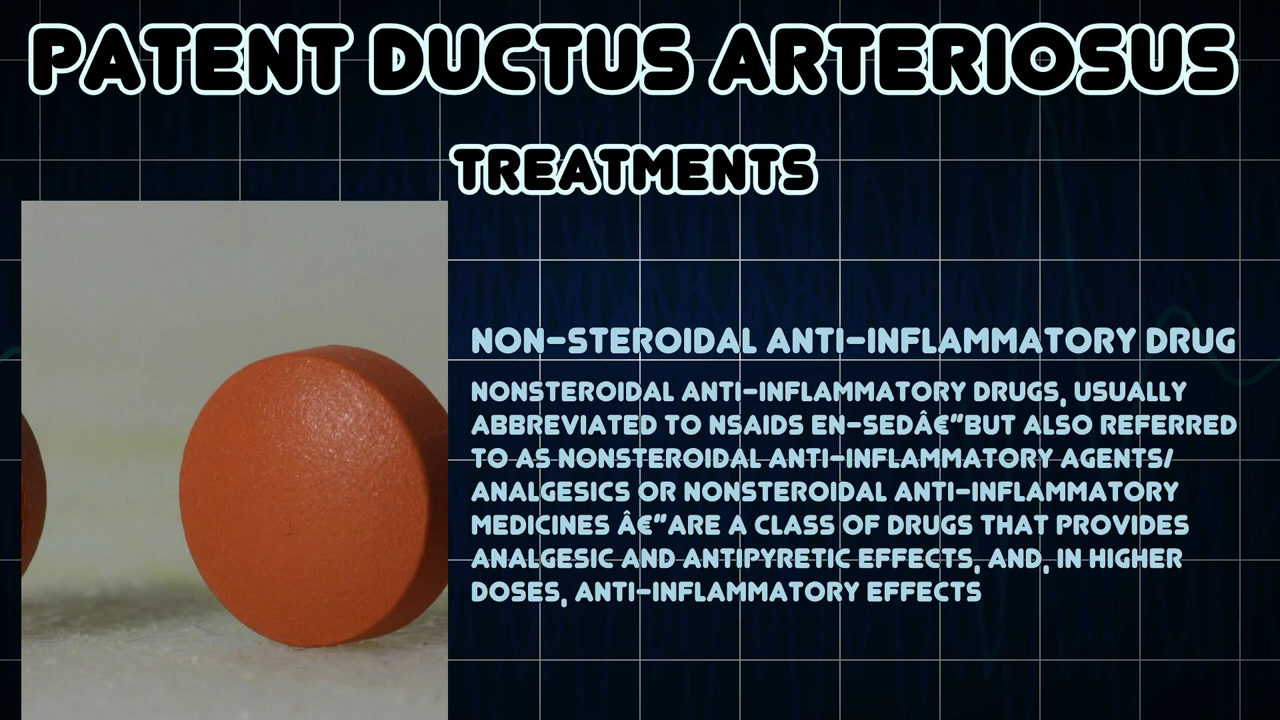 PATENT DUCTUS ARTERIOSUS
TREATMENTS
NON-STEROIDAL ANTI-INFLAMMATORY DRUG
NONSTEROIDAL ANTI-INFLAMMATORY DRUGS, USUALLY
ABBREVIATED TO NSAIDS EN-SEDÂ€”BUT ALSO REFERRED
TO AS NONSTEROIDAL ANTI-INFLAMMATORY AGENTS/
ANALGESICS OR NONSTEROIDAL ANTI-INFLAMMATORY
MEDICINES Â€”ARE A CLASS OF DRUGS THAT PROVIDES
ANALGESIC AND ANTIPYRETIC EFFECTS, AND, IN HIGHER
DOSES, ANTI-INFLAMMATORY EFFECTS